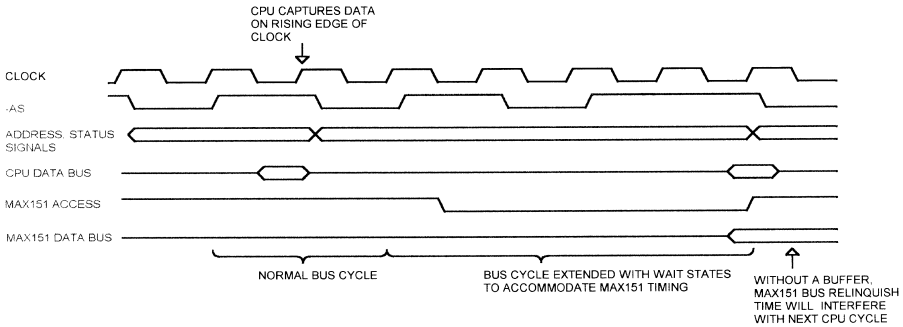 CPU CAPTURES DATA
ON RISING EDGE OF
CLOCK
CLOCK
-AS
ADDRESS. STATUS
SIGNALS
CPU DATA BUS
MAX151 ACCESS
MAX151 DATA BUS
NORMAL BUS CYCLE
BUS CYCLE EXTENDED WITH WAIT STATES
TO ACCOMMODATE MAX151 TIMING
WITHOUT A BUFFER,
MAX151 BUS RELINQUISH
TIME WILL INTERFERE
WITH NEXT CPU CYCLE